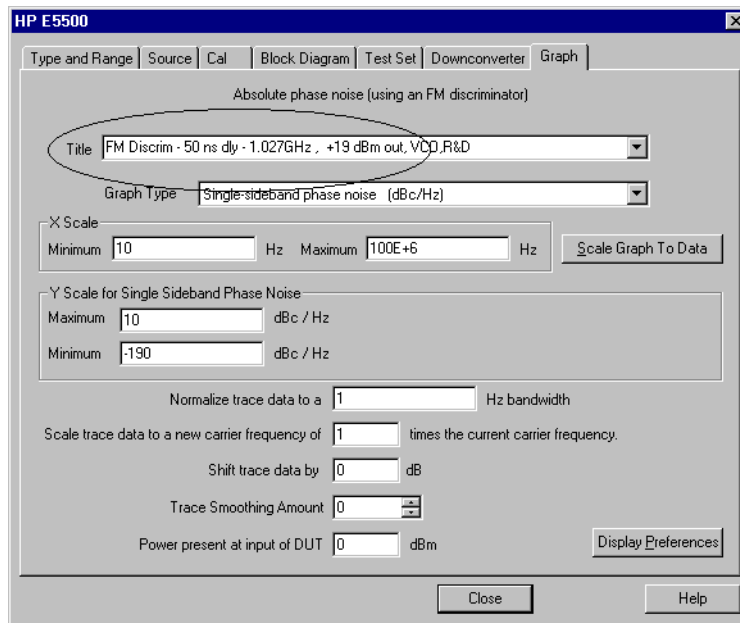 HP E5500
Type and Range Source Cal Block Diagram Test Set Downconverter Graph
Absolute phase noise (using an FM discriminator)
Title FM Discrim - 50 ns dly - 1.027GHz , +19 dBm out, VCO,R&D
Graph Type Single-sideband phase noise (dBc/Hz)
X Scale
Minimum 10 Hz Maximum 100E+6 Hz Scale Graph To Data
Y Scale for Single Sideband Phase Noise
Maximum 10 dBc / Hz
Minimum -190 dBc / Hz
Normalize trace data to a 1 Hz bandwidth
Scale trace data to a new carrier frequency of 1 times the current carrier frequency.
Shift trace data by 0 dB
Trace Smoothing Amount 0
Power present at input of DUT 0 dBm Display Preferences
Close Help